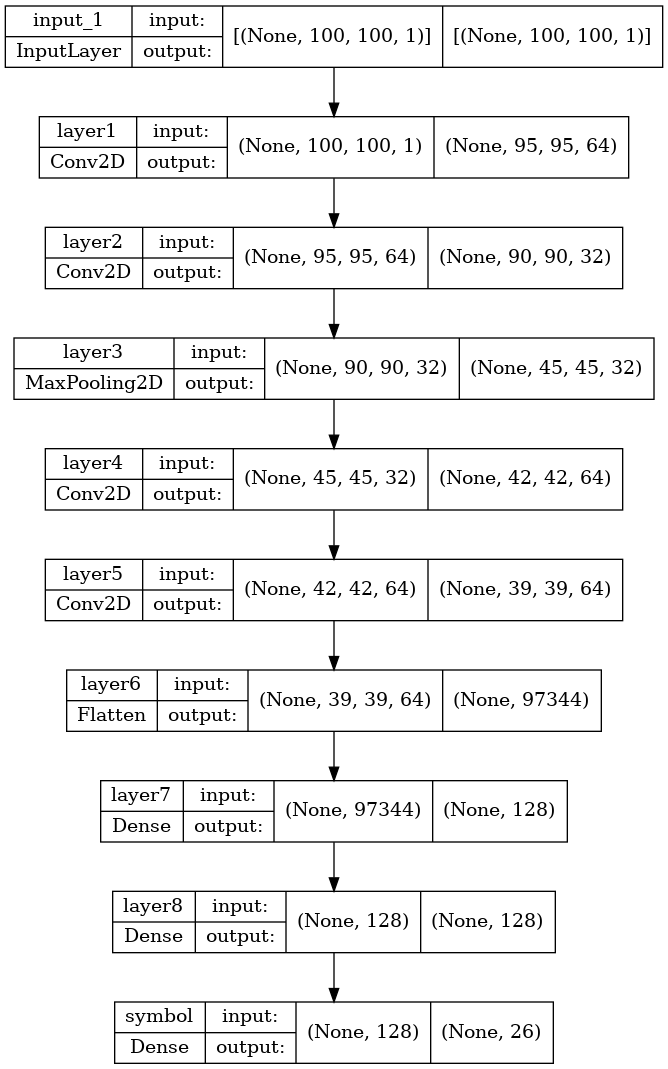 input_1 input: [(None, 100, 100, 1)] [(None, 100, 100, 1)]
InputLayer output:
layer1 input: (None, 100, 100, 1) (None, 95, 95, 64)
Conv2D output:
layer2 input: (None, 95, 95, 64) (None, 90, 90, 32)
Conv2D output:
layer3 input: (None, 90, 90, 32) (None, 45, 45, 32)
MaxPooling2D output:
layer4 input: (None, 45, 45, 32) (None, 42, 42, 64)
Conv2D output:
layer5 input: (None, 42, 42, 64) (None, 39, 39, 64)
Conv2D output:
layer6 input: (None, 39, 39, 64) (None, 97344)
Flatten output:
layer7 input: (None, 97344) (None, 128)
Dense output:
layer8 input: (None, 128) (None, 128)
Dense output:
symbol input: (None, 128) (None, 26)
Dense output: